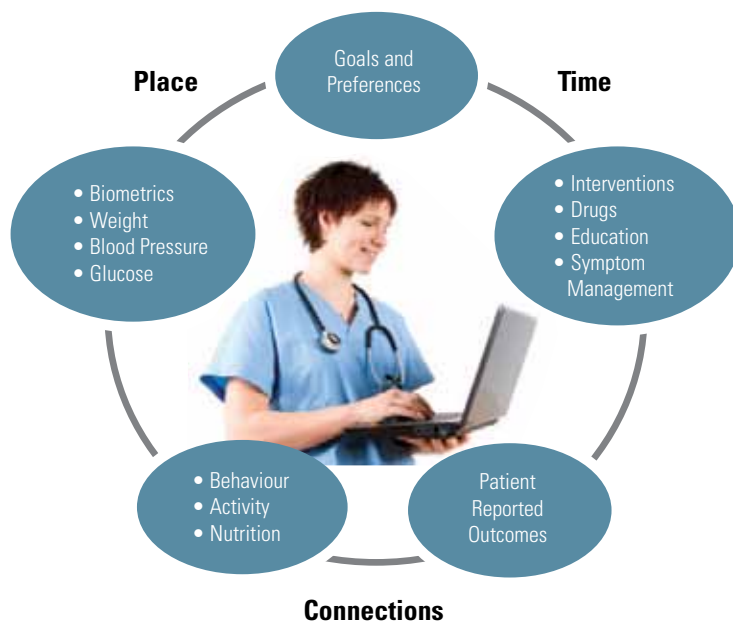 Goals and
Preferences
Place
Time
• Biometrics
• Weight
• Blood Pressure
• Glucose
• Interventions
• Drugs
• Education
• Symptom
Management
• Behaviour
• Activity
• Nutrition
Patient
Reported
Outcomes
Connections